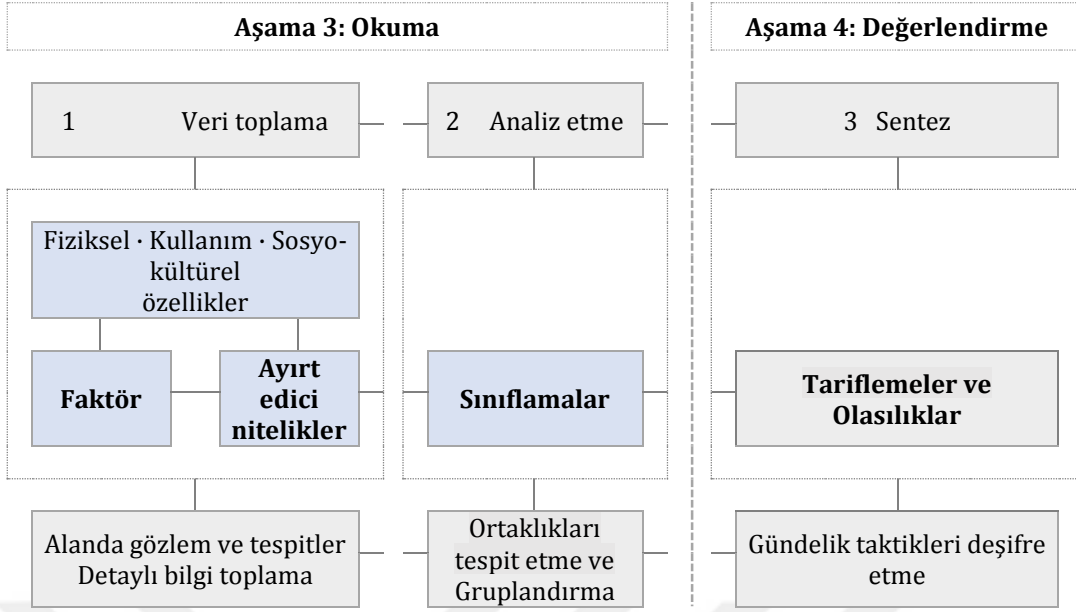 Aşama 3: Okuma
Aşama 4: Değerlendirme
1 Veri toplama
2 Analiz etme
3 Sentez
Fiziksel · Kullanım · Sosyo-
kültürel
özellikler
Faktör
Ayırt
edici
nitelikler
Sınıflamalar
Tariflemeler ve
Olasılıklar
Alanda gözlem ve tespitler
Detaylı bilgi toplama
Ortaklıkları
tespit etme ve
Gruplandırma
Gündelik taktikleri deşifre
etme